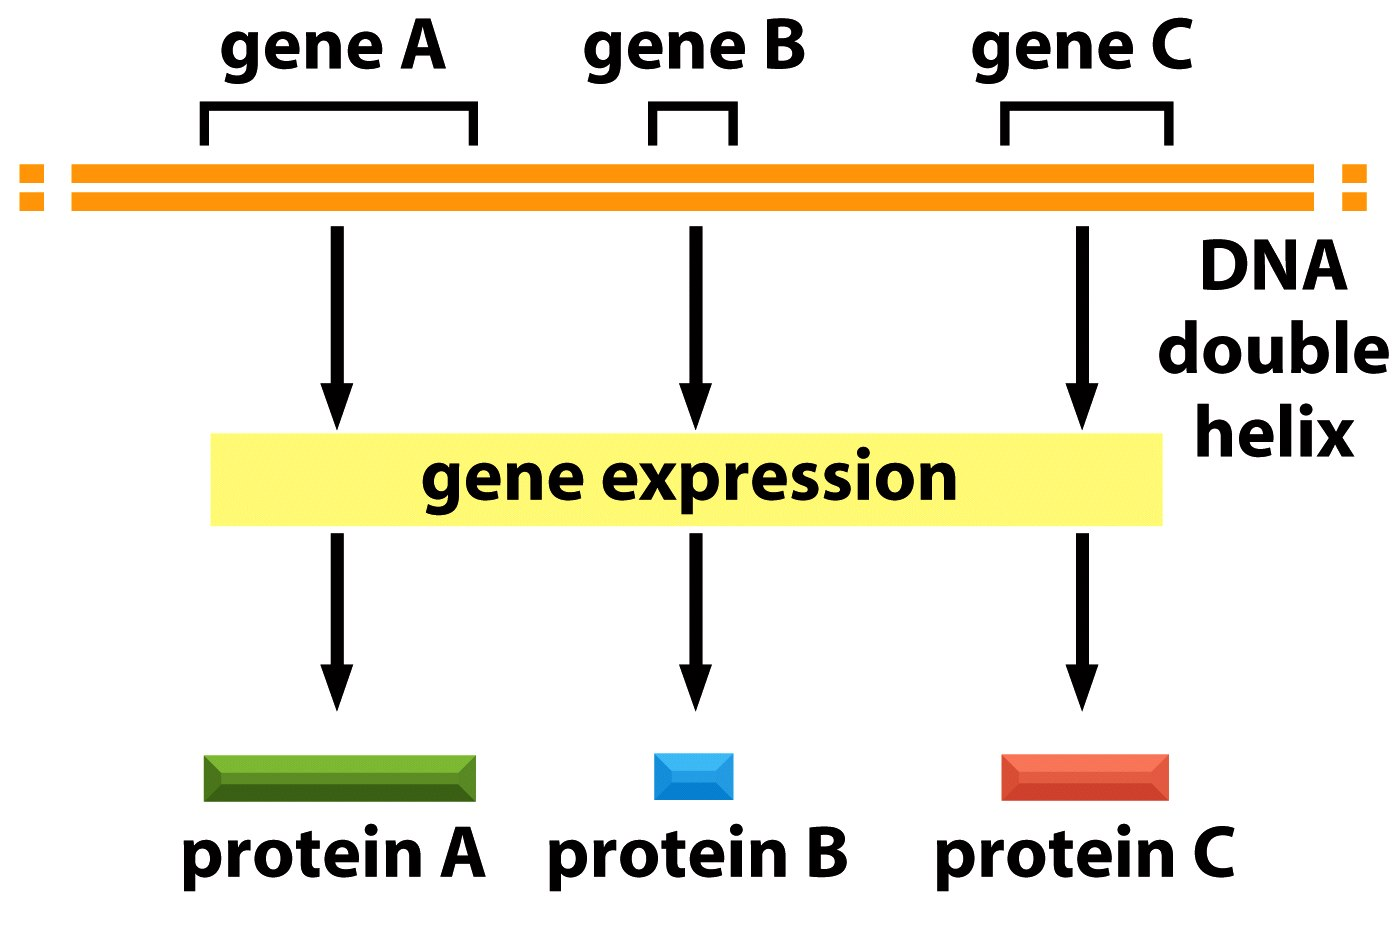 gene A gene B gene C
DNA
double
helix
gene expression
protein A protein B protein C